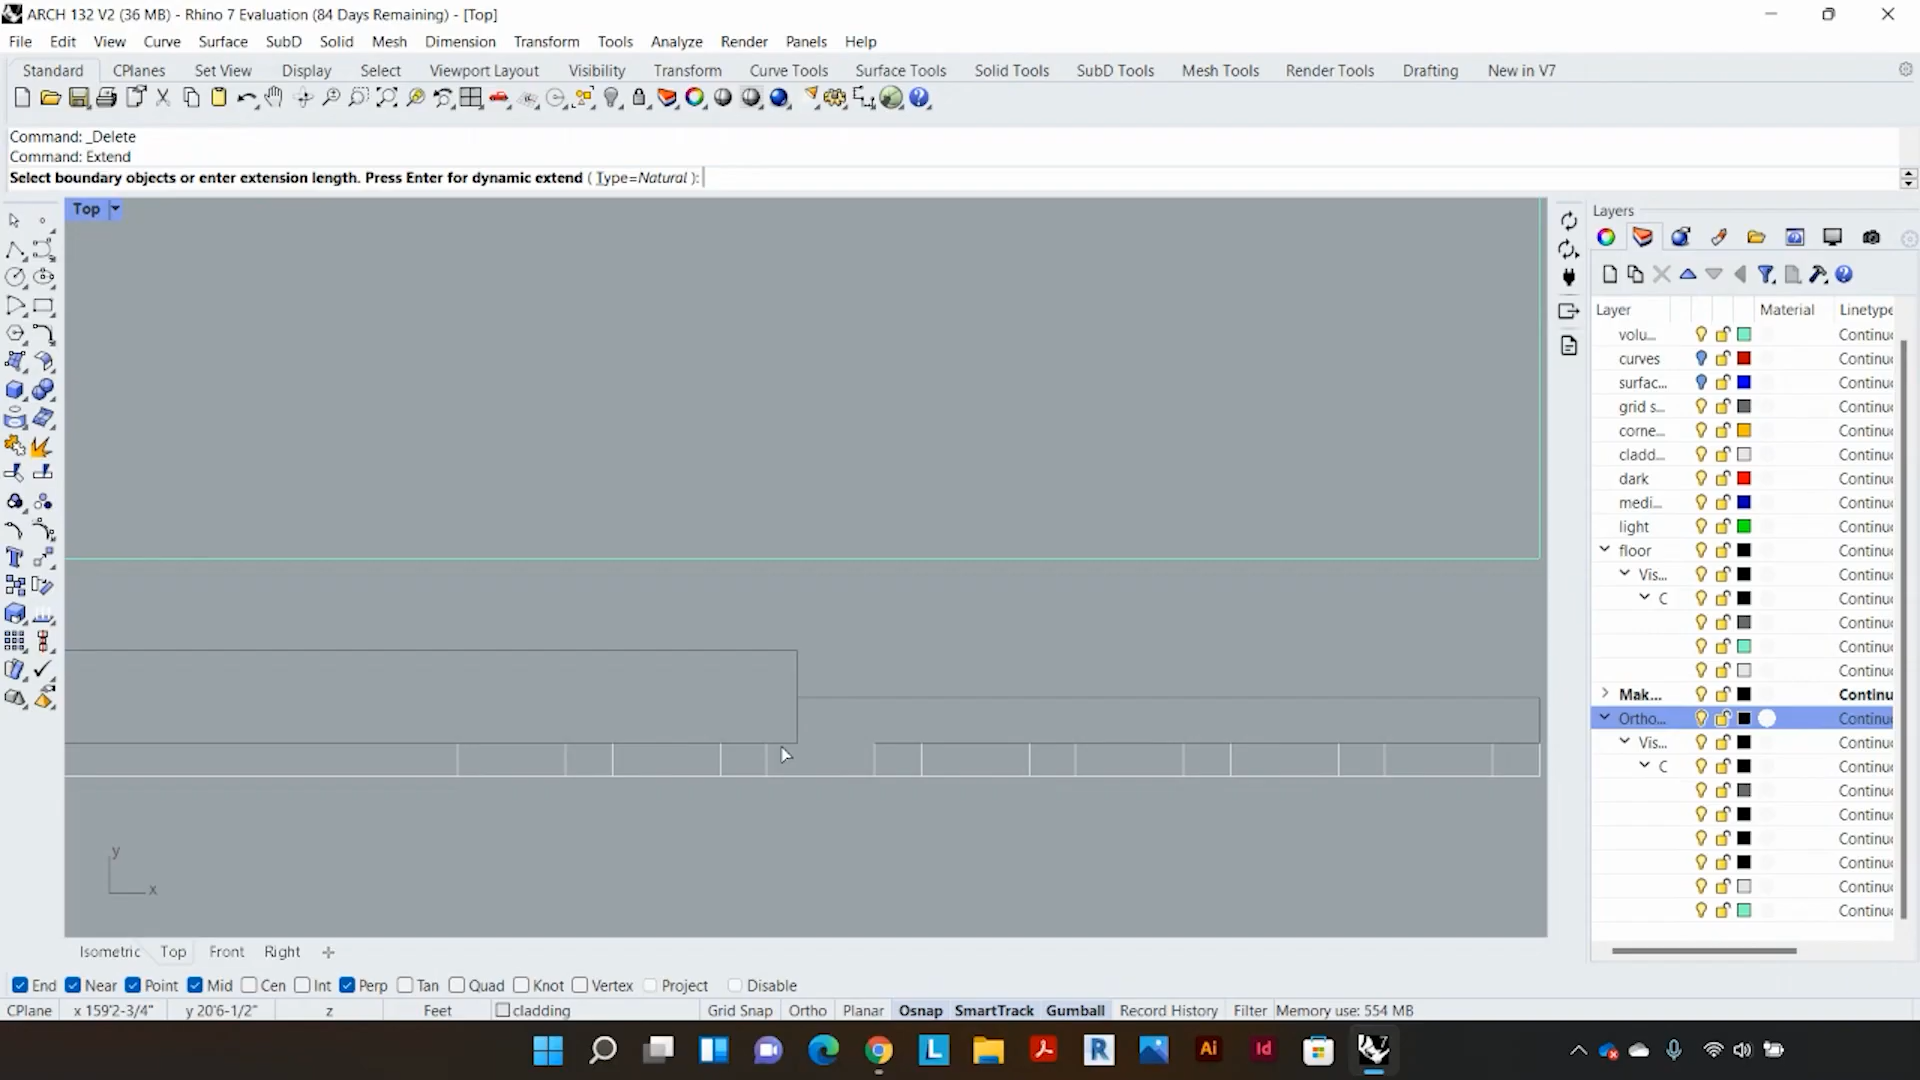 ARCH 132 V2 (36 MB) - Rhino 7 Evaluation (84 Days Remaining) - [Top]
File Edit View Curve Surface SubD Solid Mesh Dimension Transform Tools Analyze Render Panels Help
Standard CPlanes Set View Display Select Viewport Layout Visibility Transform Curve Tools Surface Tools Solid Tools SubD Tools Mesh Tools Render Tools Drafting New in V7
Command: _Delete
Command: Extend
Select boundary objects or enter extension length. Press Enter for dynamic extend ( Type=Natural ):
Top
Layers
Layer Material Linetype
volu... Continu
curves Continu
surfac... Continu
grid s... Continu
corne... Continu
cladd... Continu
dark Continu
medi... Continu
light Continu
floor Continu
Vis... Continu
C Continu
Continu
Continu
Continu
Mak... Continu
Ortho... Continu
Vis... Continu
C Continu
Continu
Continu
Continu
Continu
Continu
Continu
y
x
Isometric Top Front Right
End Near Point Mid Cen Int Perp Tan Quad Knot Vertex Project Disable
CPlane x 159'2-3/4" y 20'6-1/2" z Feet cladding Grid Snap Ortho Planar Osnap SmartTrack Gumball Record History Filter Memory use: 554 MB
L R Ai Id 7